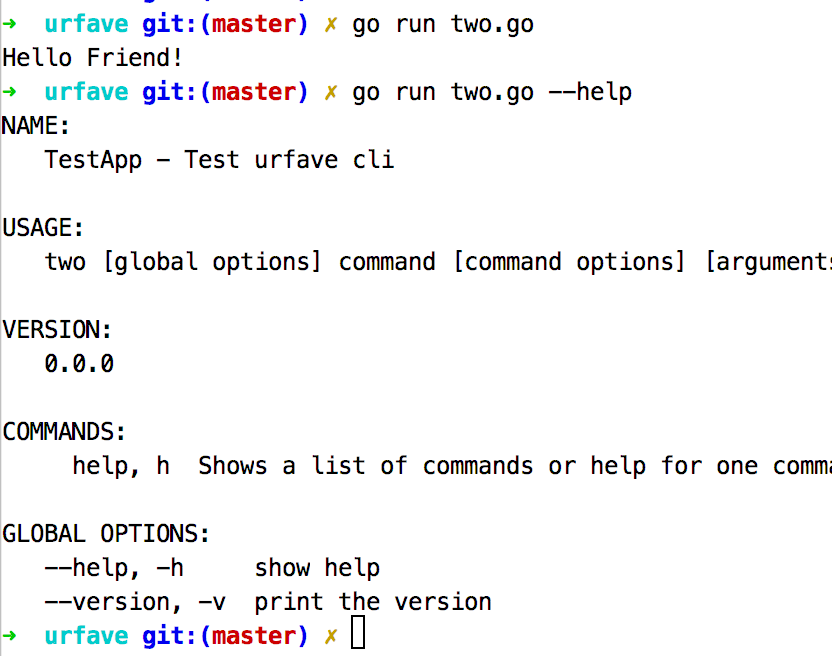 ➜ urfave git:(master) ✗ go run two.go
Hello Friend!
➜ urfave git:(master) ✗ go run two.go --help
NAME:
TestApp - Test urfave cli
USAGE:
two [global options] command [command options] [arguments
VERSION:
0.0.0
COMMANDS:
help, h Shows a list of commands or help for one comma
GLOBAL OPTIONS:
--help, -h show help
--version, -v print the version
➜ urfave git:(master) ✗